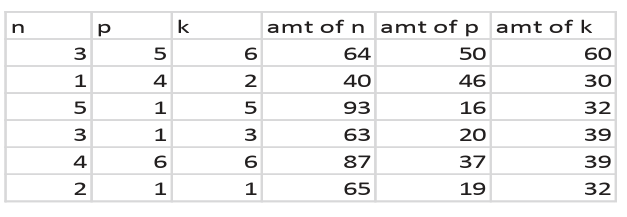 n p k amt of n amt of p amt of k
3 5 6 64 50 60
1 4 2 40 46 30
5 1 5 93 16 32
3 1 3 63 20 39
4 6 6 87 37 39
2 1 1 65 19 32